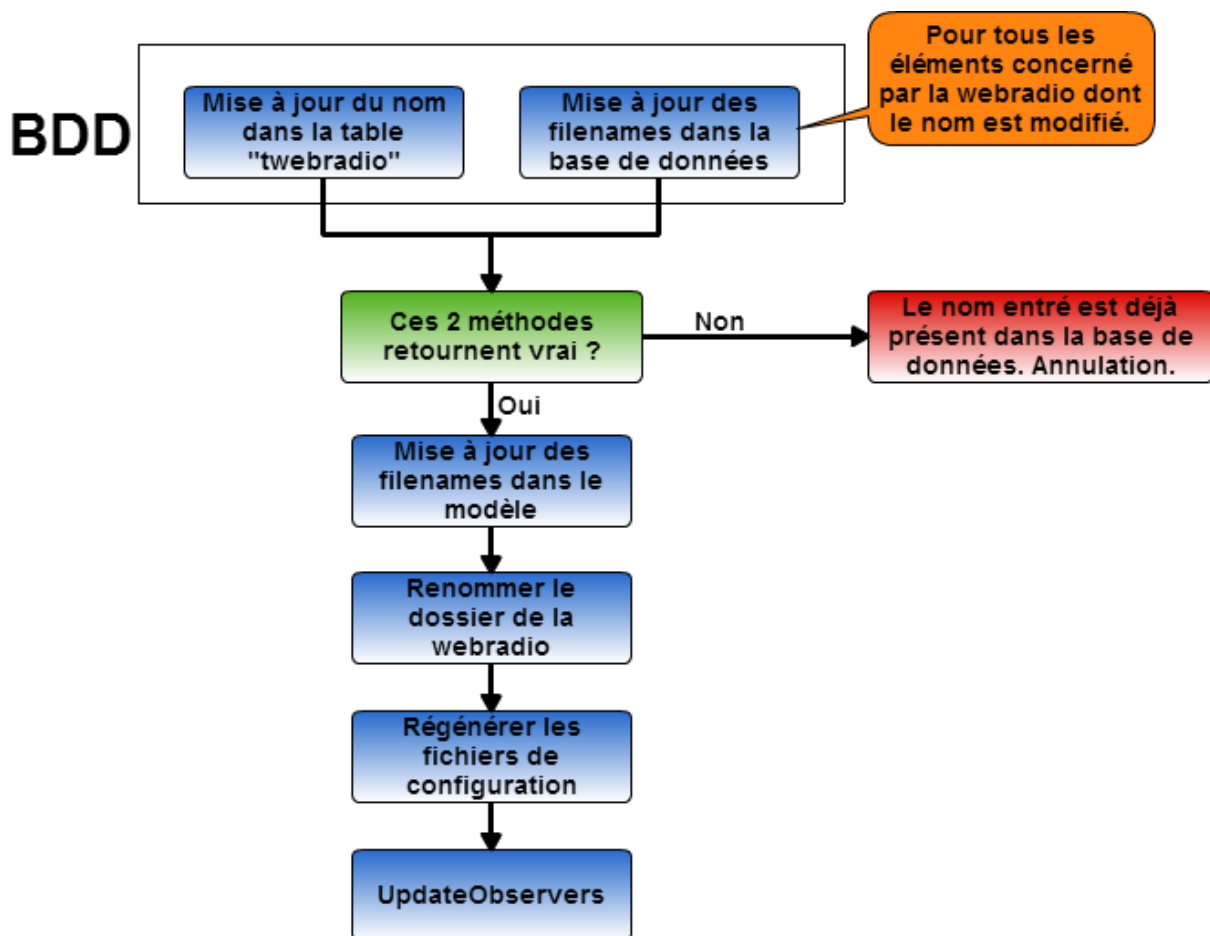 BDD
Mise à jour du nom
dans la table
"twebradio"
Mise à jour des
filenames dans la
base de données
Pour tous les
éléments concerné
par la webradio dont
le nom est modifié.
Ces 2 méthodes
retournent vrai ?
Non
Le nom entré est déjà
présent dans la base de
données. Annulation.
Oui
Mise à jour des
filenames dans le
modèle
Renommer le
dossier de la
webradio
Régénérer les
fichiers de
configuration
UpdateObservers